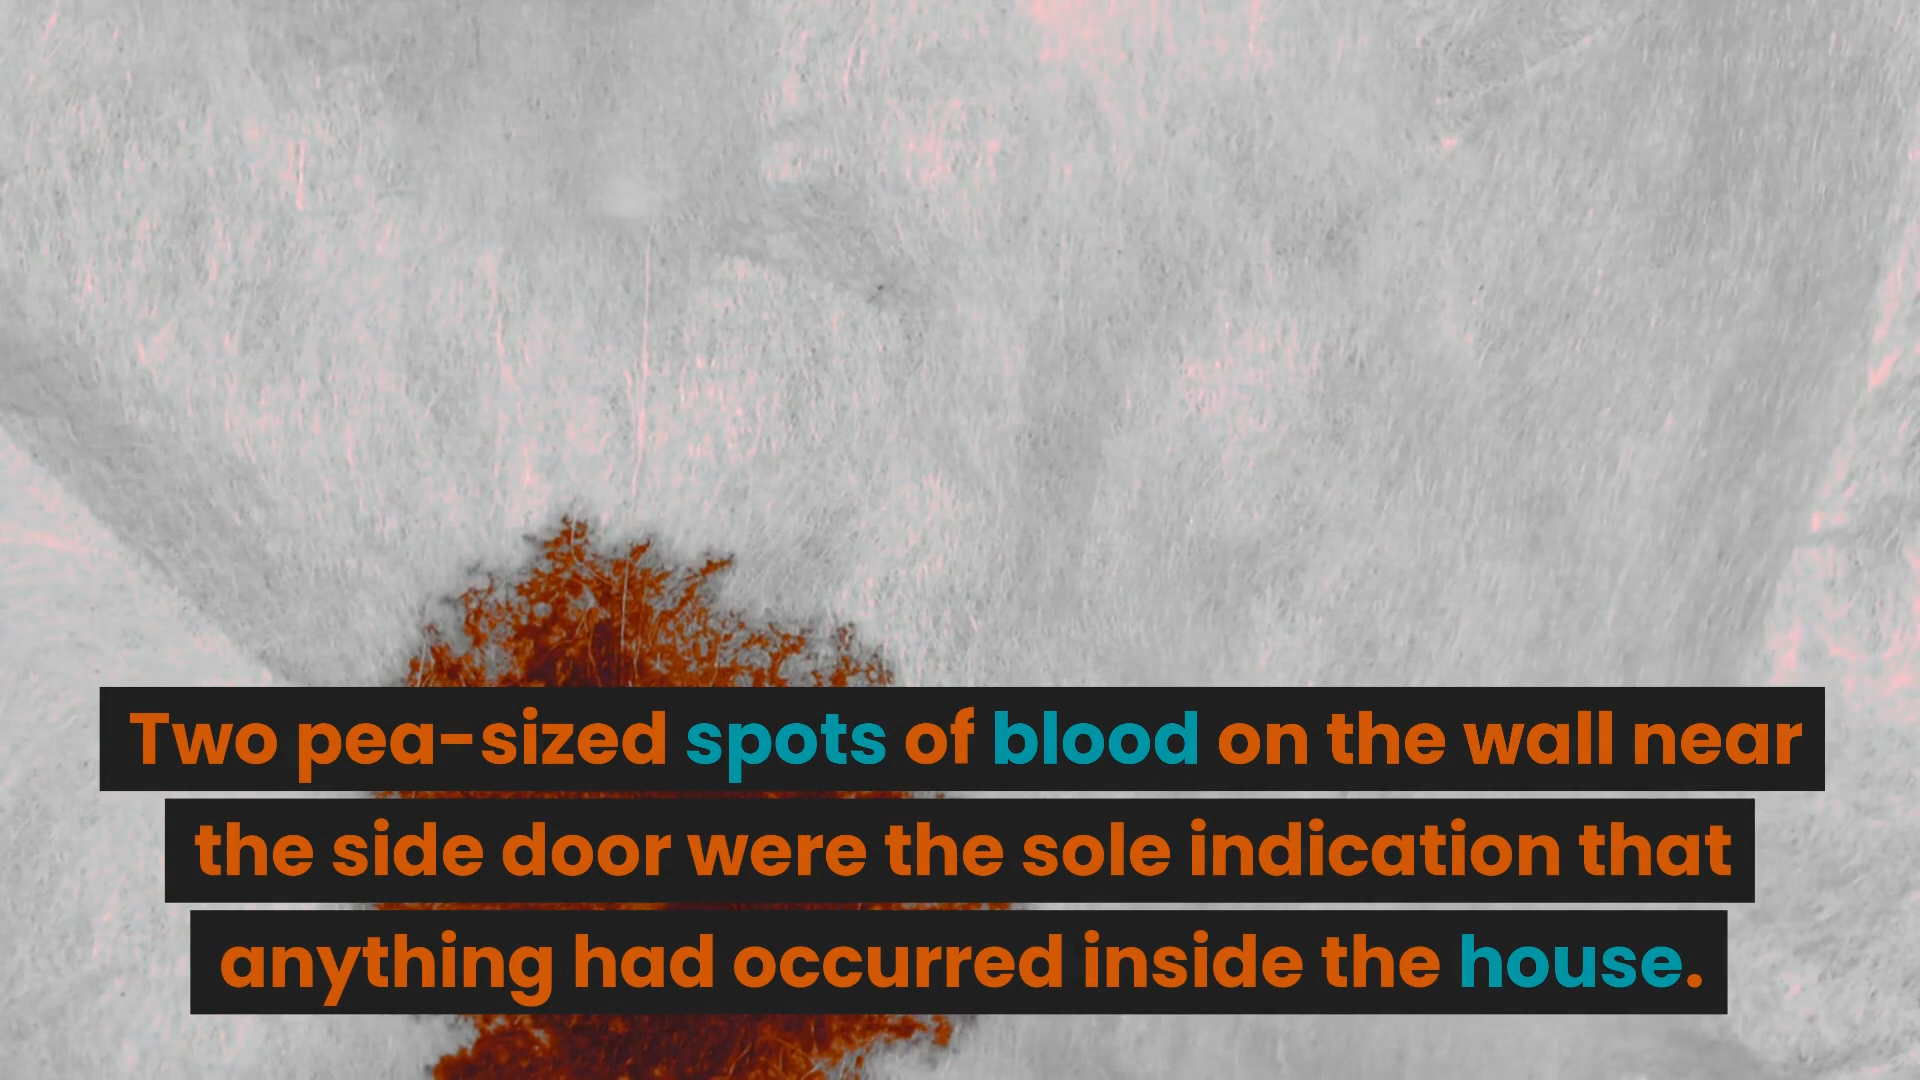 Two pea-sized spots of blood on the wall near
the side door were the sole indication that
anything had occurred inside the house.